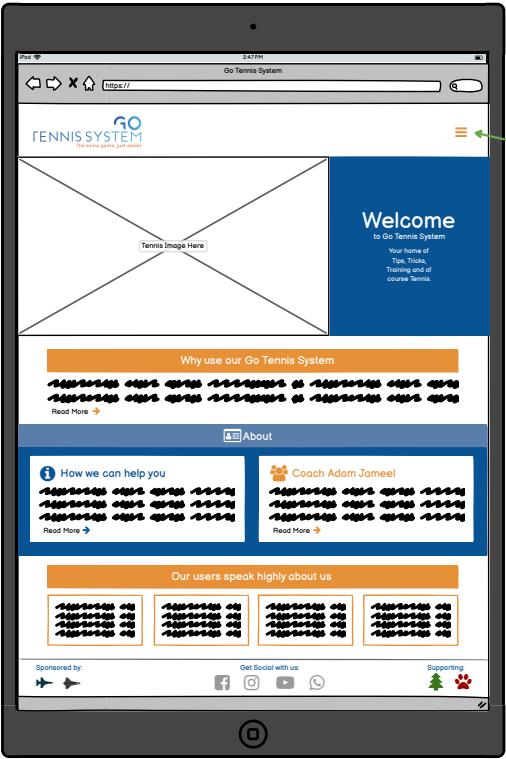 iPad
2:47PM
Go Tennis System
https://
GO
TENNIS SYSTEM
The same game, just easier
Tennis Image Here
Welcome
to Go Tennis System
Your home of
Tips, Tricks,
Training and of
course Tennis.
Why use our Go Tennis System
Read More
About
How we can help you
Read More
Coach Adam Jameel
Read More
Our users speak highly about us
Sponsored by:
Get Social with us:
Supporting: